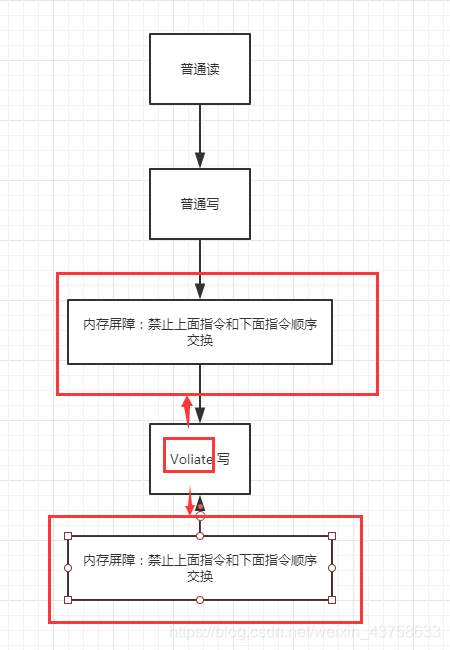 普通读
普通写
内存屏障：禁止上面指令和下面指令顺序
交换
Voliate 写
内存屏障：禁止上面指令和下面指令顺序
交换
https://blog.csdn.net/weixin_43758633